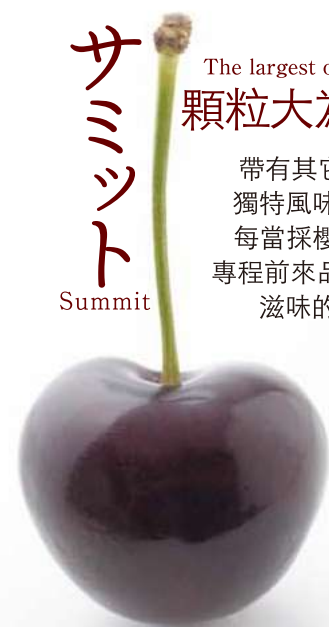 サミット
Summit
The largest
顆粒大
帶有其它
獨特風味
每當採櫻
專程前來品
滋味的